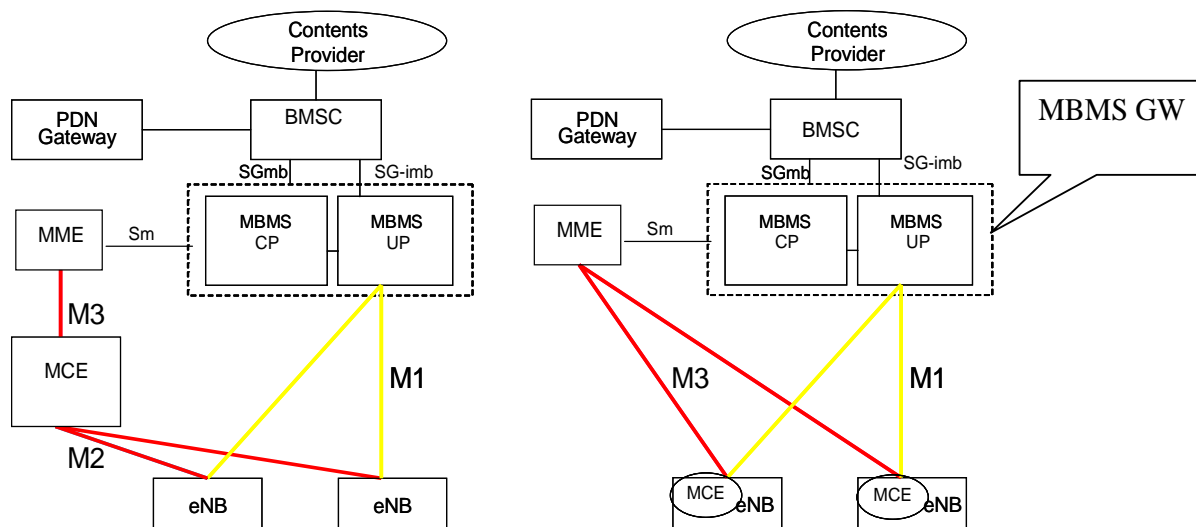 Contents
Provider
PDN
Gateway
BMSC
SGmb
SG-imb
MME
Sm
MBMS
CP
MBMS
UP
M3
MCE
M1
M2
eNB
eNB
Contents
Provider
MBMS GW
PDN
Gateway
BMSC
SGmb
SG-imb
MME
Sm
MBMS
CP
MBMS
UP
M3
M1
MCE
eNB
MCE
eNB